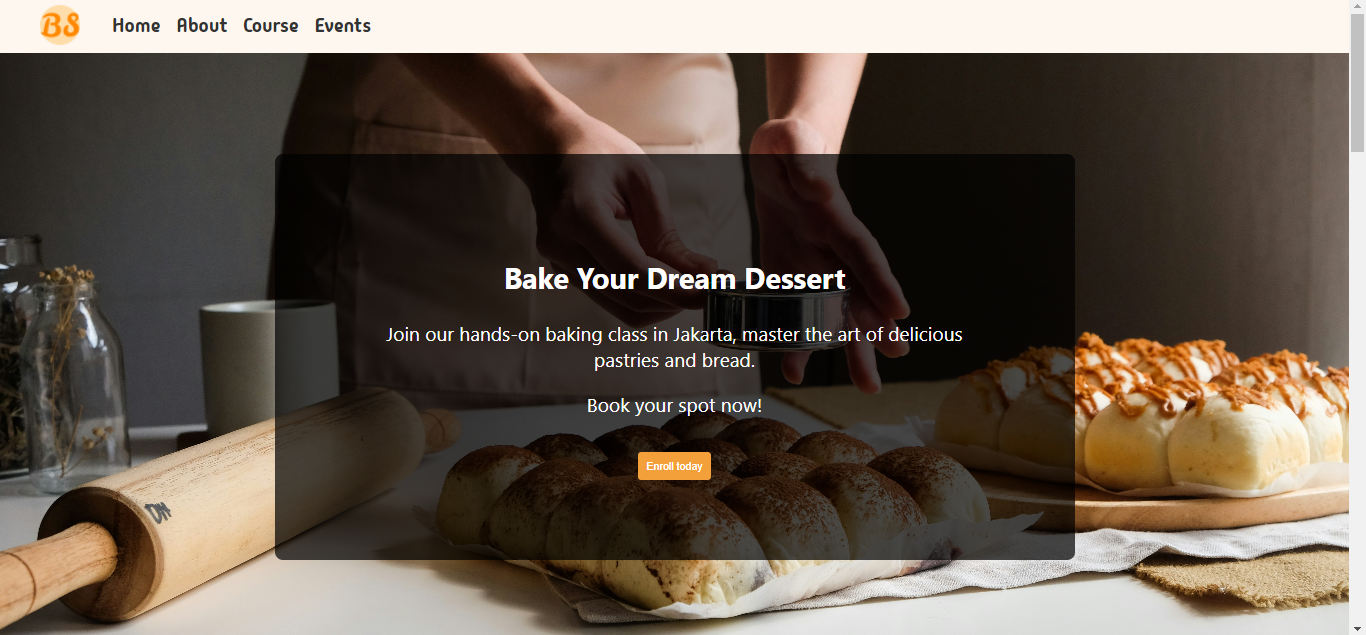 BS
Home About Course Events
Bake Your Dream Dessert
Join our hands-on baking class in Jakarta, master the art of delicious
pastries and bread.
Book your spot now!
Enroll today